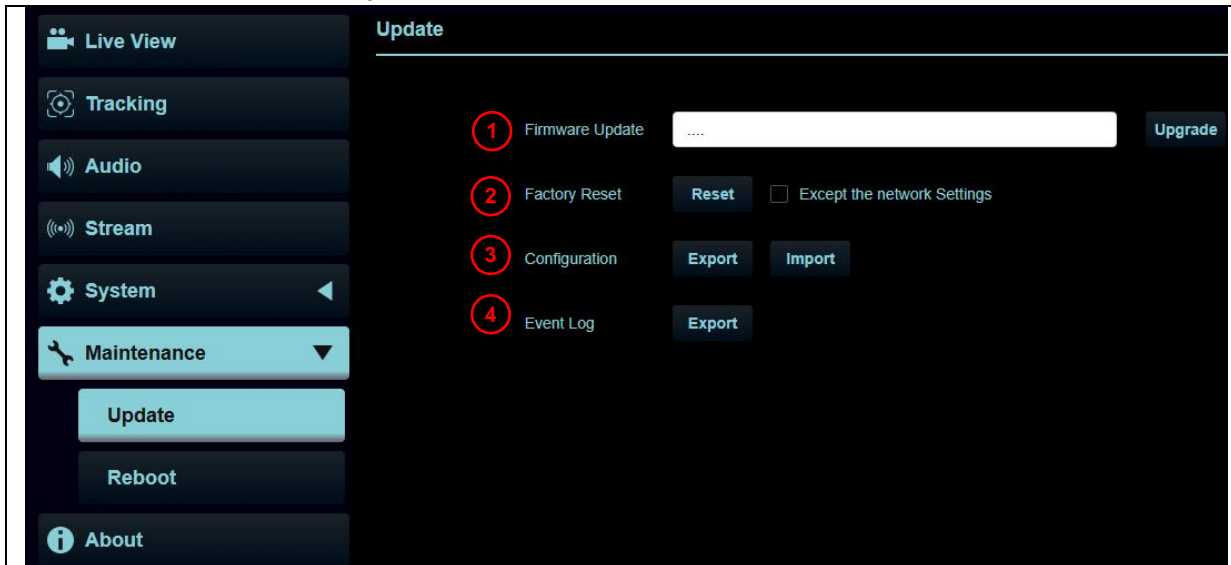 Live View
Tracking
Audio
Stream
System
Maintenance
Update
Reboot
About
Update
1 Firmware Update .... Upgrade
2 Factory Reset Reset Except the network Settings
3 Configuration Export Import
4 Event Log Export